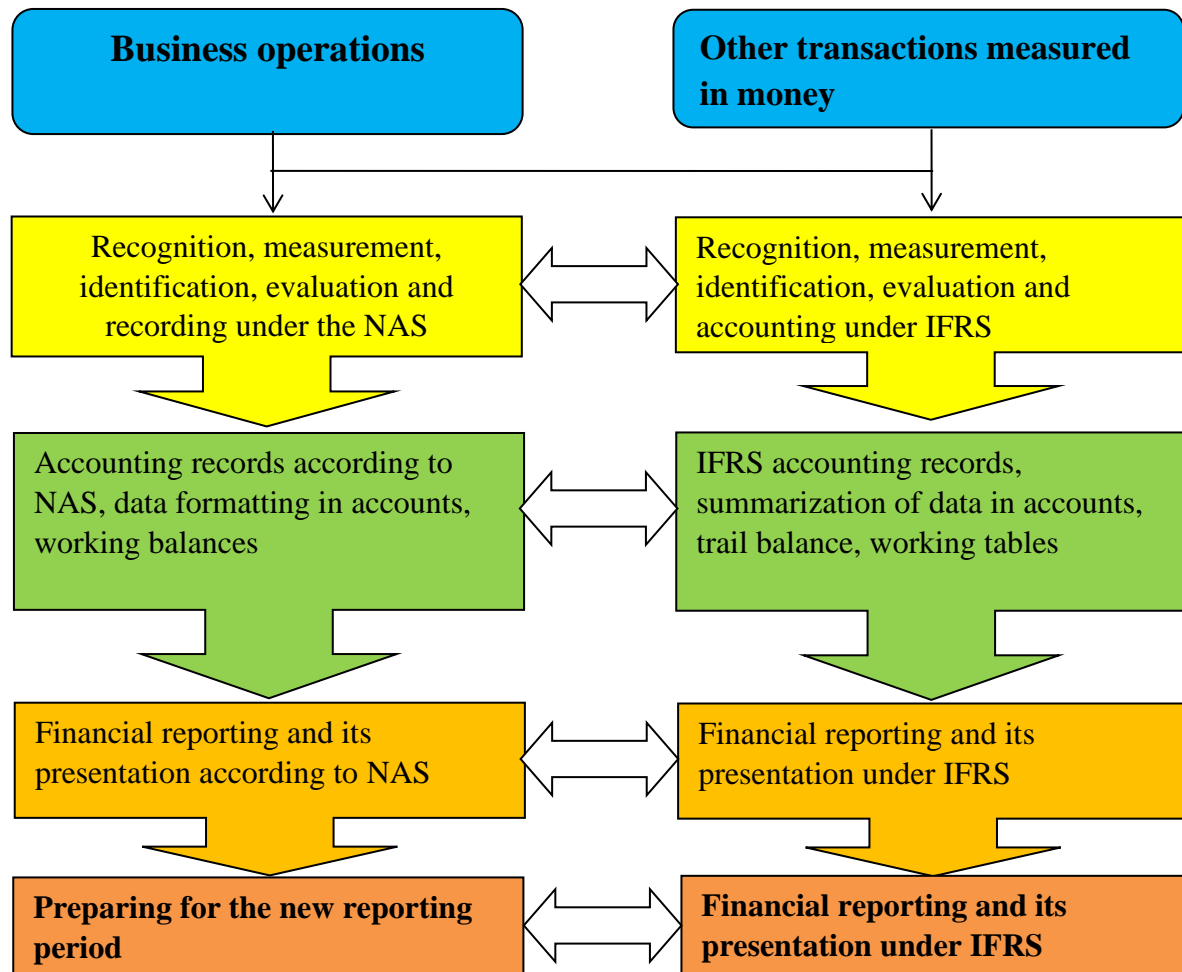 Business operations
Other transactions measured
in money
Recognition, measurement,
identification, evaluation and
recording under the NAS
Recognition, measurement,
identification, evaluation and
accounting under IFRS
Accounting records according to
NAS, data formatting in accounts,
working balances
IFRS accounting records,
summarization of data in accounts,
trail balance, working tables
Financial reporting and its
presentation according to NAS
Financial reporting and its
presentation under IFRS
Preparing for the new reporting
period
Financial reporting and its
presentation under IFRS